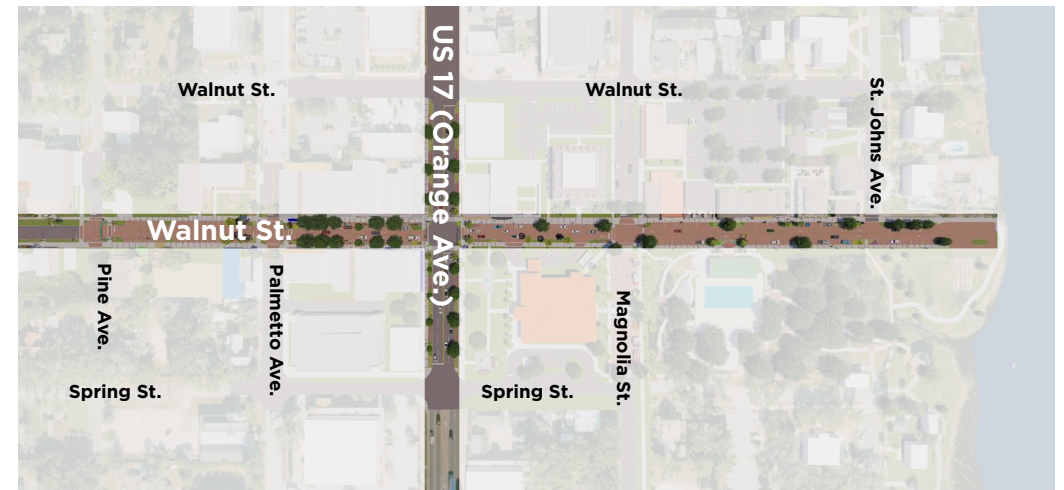 Walnut St.
Walnut St.
US 17 (Orange Ave.)
St. Johns Ave.
Walnut St.
Pine Ave.
Palmetto Ave.
Magnolia St.
Spring St.
Spring St.